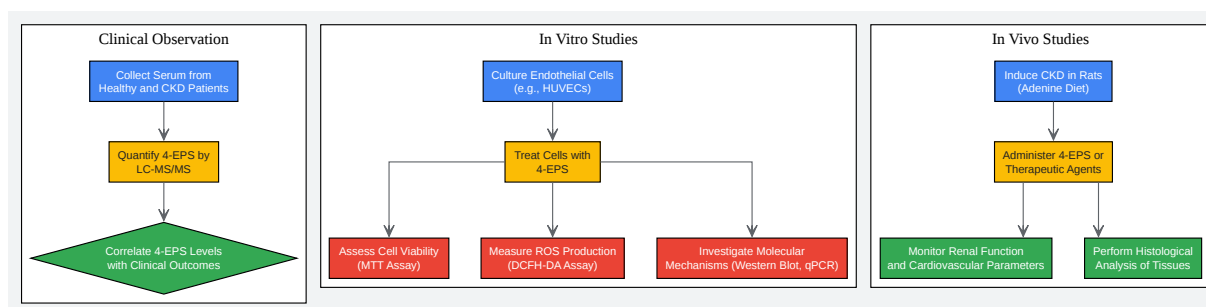 Clinical Observation
Collect Serum from
Healthy and CKD Patients
Quantify 4-EPS by
LC-MS/MS
Correlate 4-EPS Levels
with Clinical Outcomes
In Vitro Studies
Culture Endothelial Cells
(e.g., HUVECs)
Treat Cells with
4-EPS
Assess Cell Viability
(MTT Assay)
Measure ROS Production
(DCFH-DA Assay)
Investigate Molecular
Mechanisms (Western Blot, qPCR)
In Vivo Studies
Induce CKD in Rats
(Adenine Diet)
Administer 4-EPS or
Therapeutic Agents
Monitor Renal Function
and Cardiovascular Parameters
Perform Histological
Analysis of Tissues